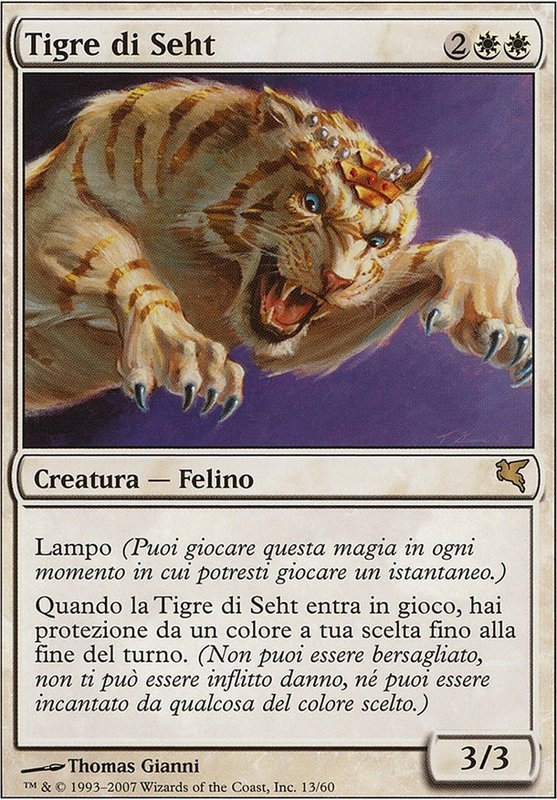 Tigre di Seht 2
Creatura — Felino
Lampo (Puoi giocare questa magia in ogni
momento in cui potresti giocare un istantaneo.)
Quando la Tigre di Seht entra in gioco, hai
protezione da un colore a tua scelta fino alla
fine del turno. (Non puoi essere bersagliato,
non ti può essere inflitto danno, né puoi essere
incantato da qualcosa del colore scelto.)
3/3
Thomas Gianni
™ & © 1993–2007 Wizards of the Coast, Inc. 13/60